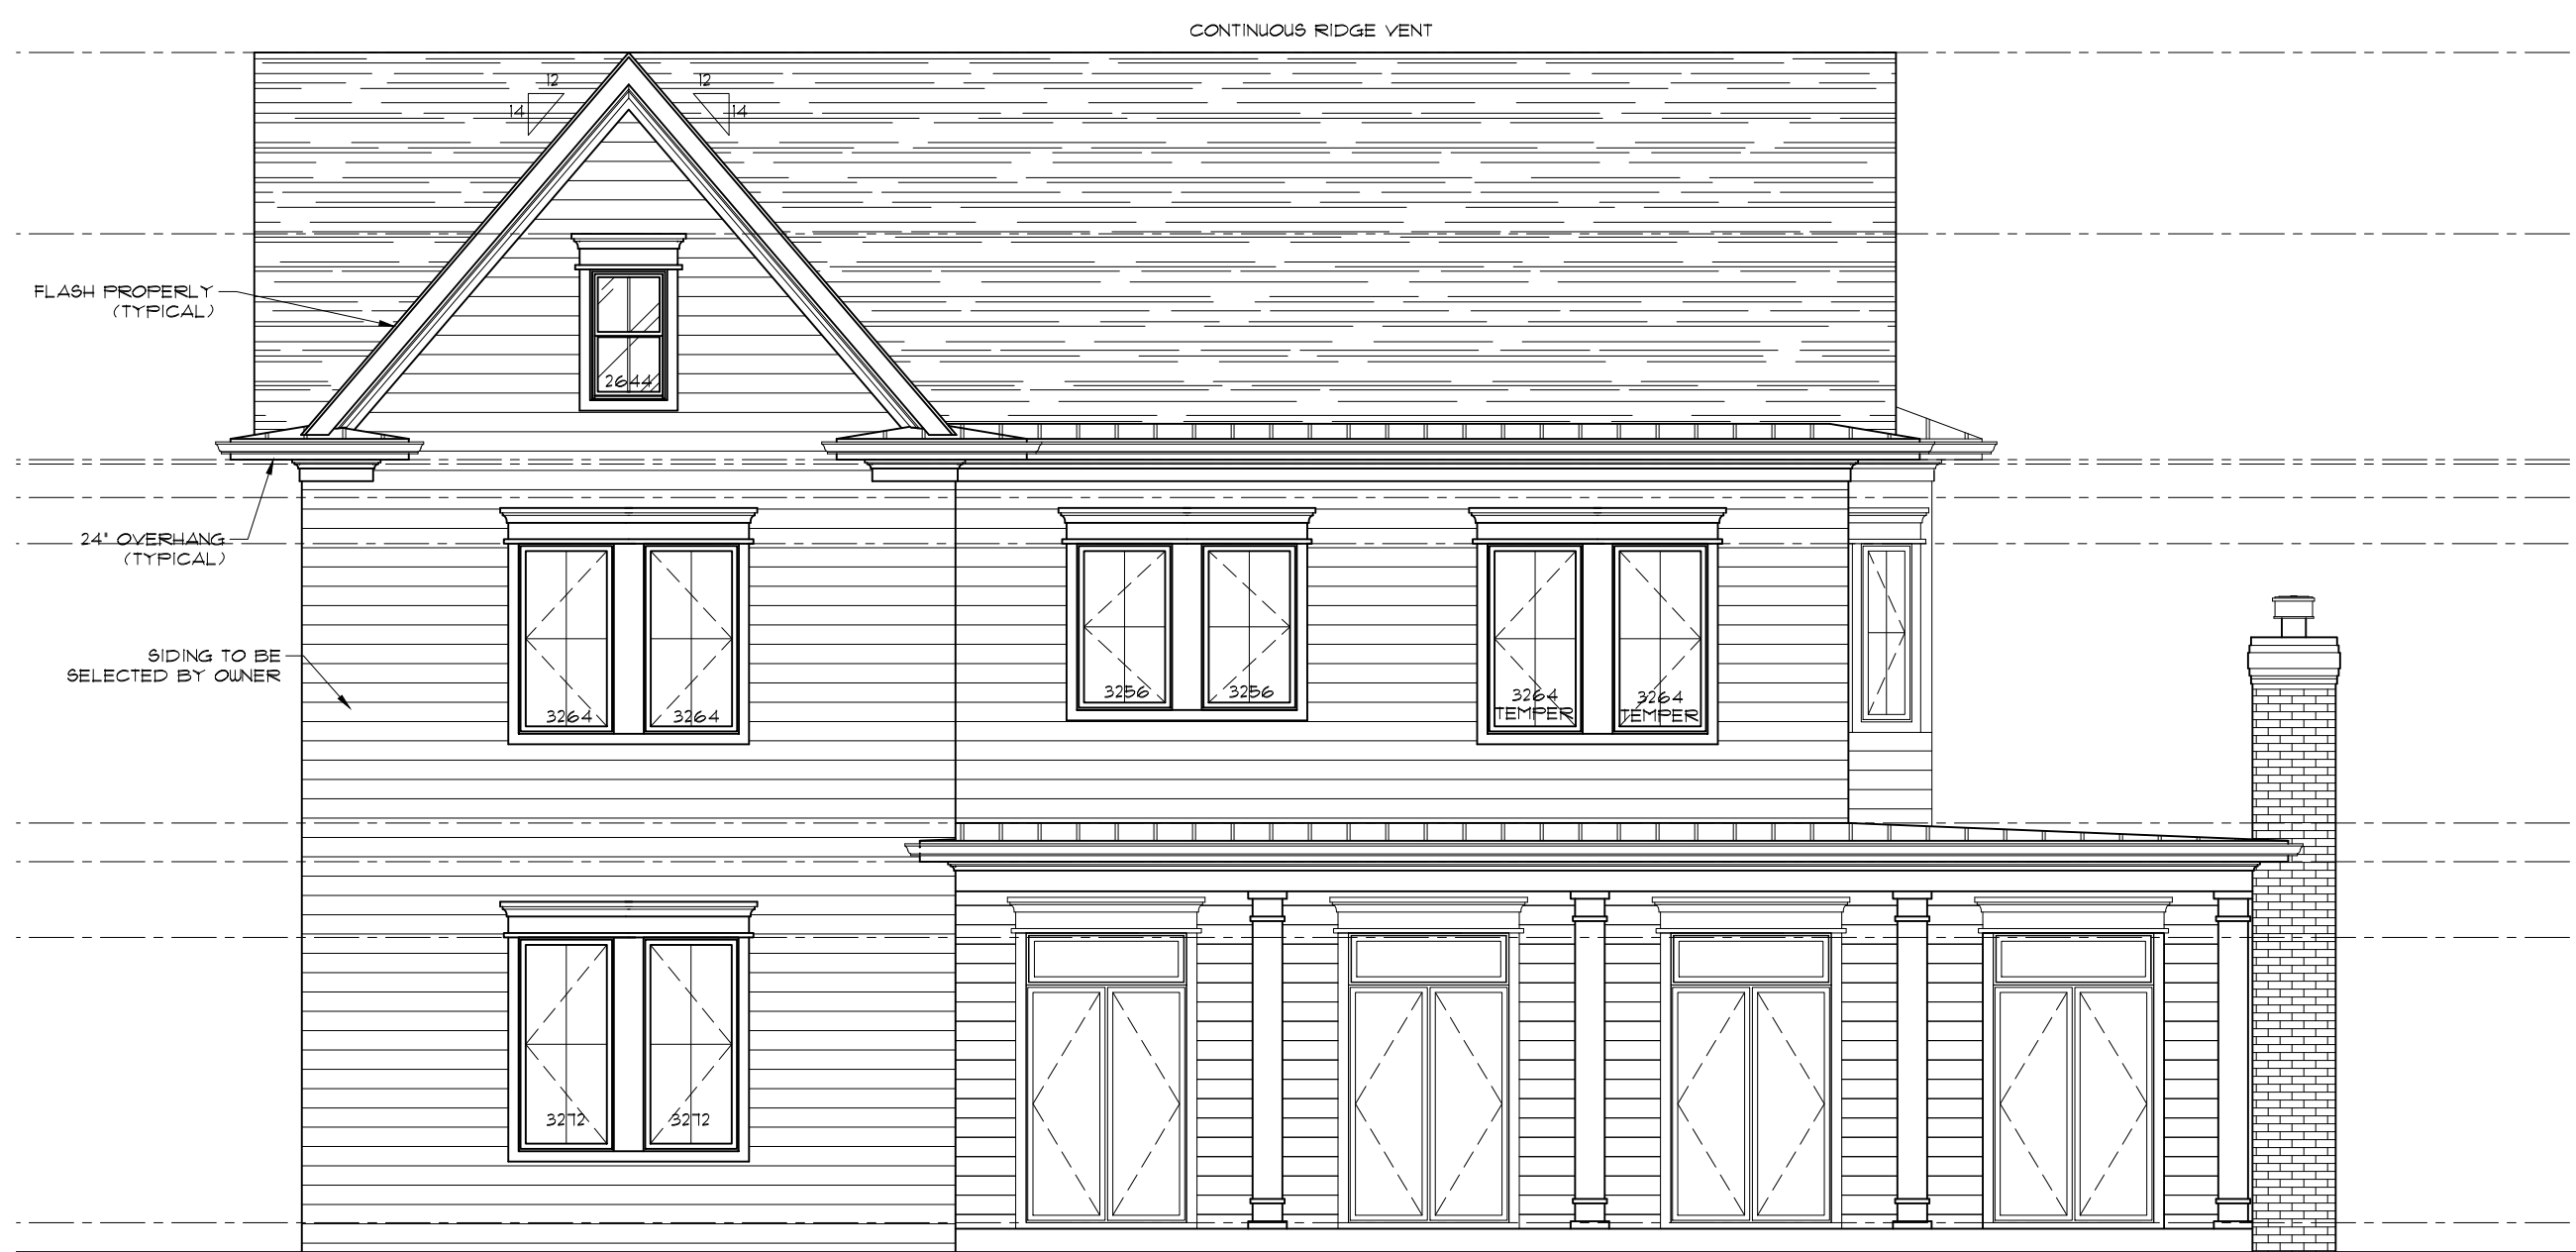 CONTINUOUS RIDGE VENT
12
12
14
14
FLASH PROPERLY
(TYPICAL)
2644
24" OVERHANG
(TYPICAL)
SIDING TO BE
SELECTED BY OWNER
3264
3264
3256
3256
3264
TEMPER
3264
TEMPER
3272
3272